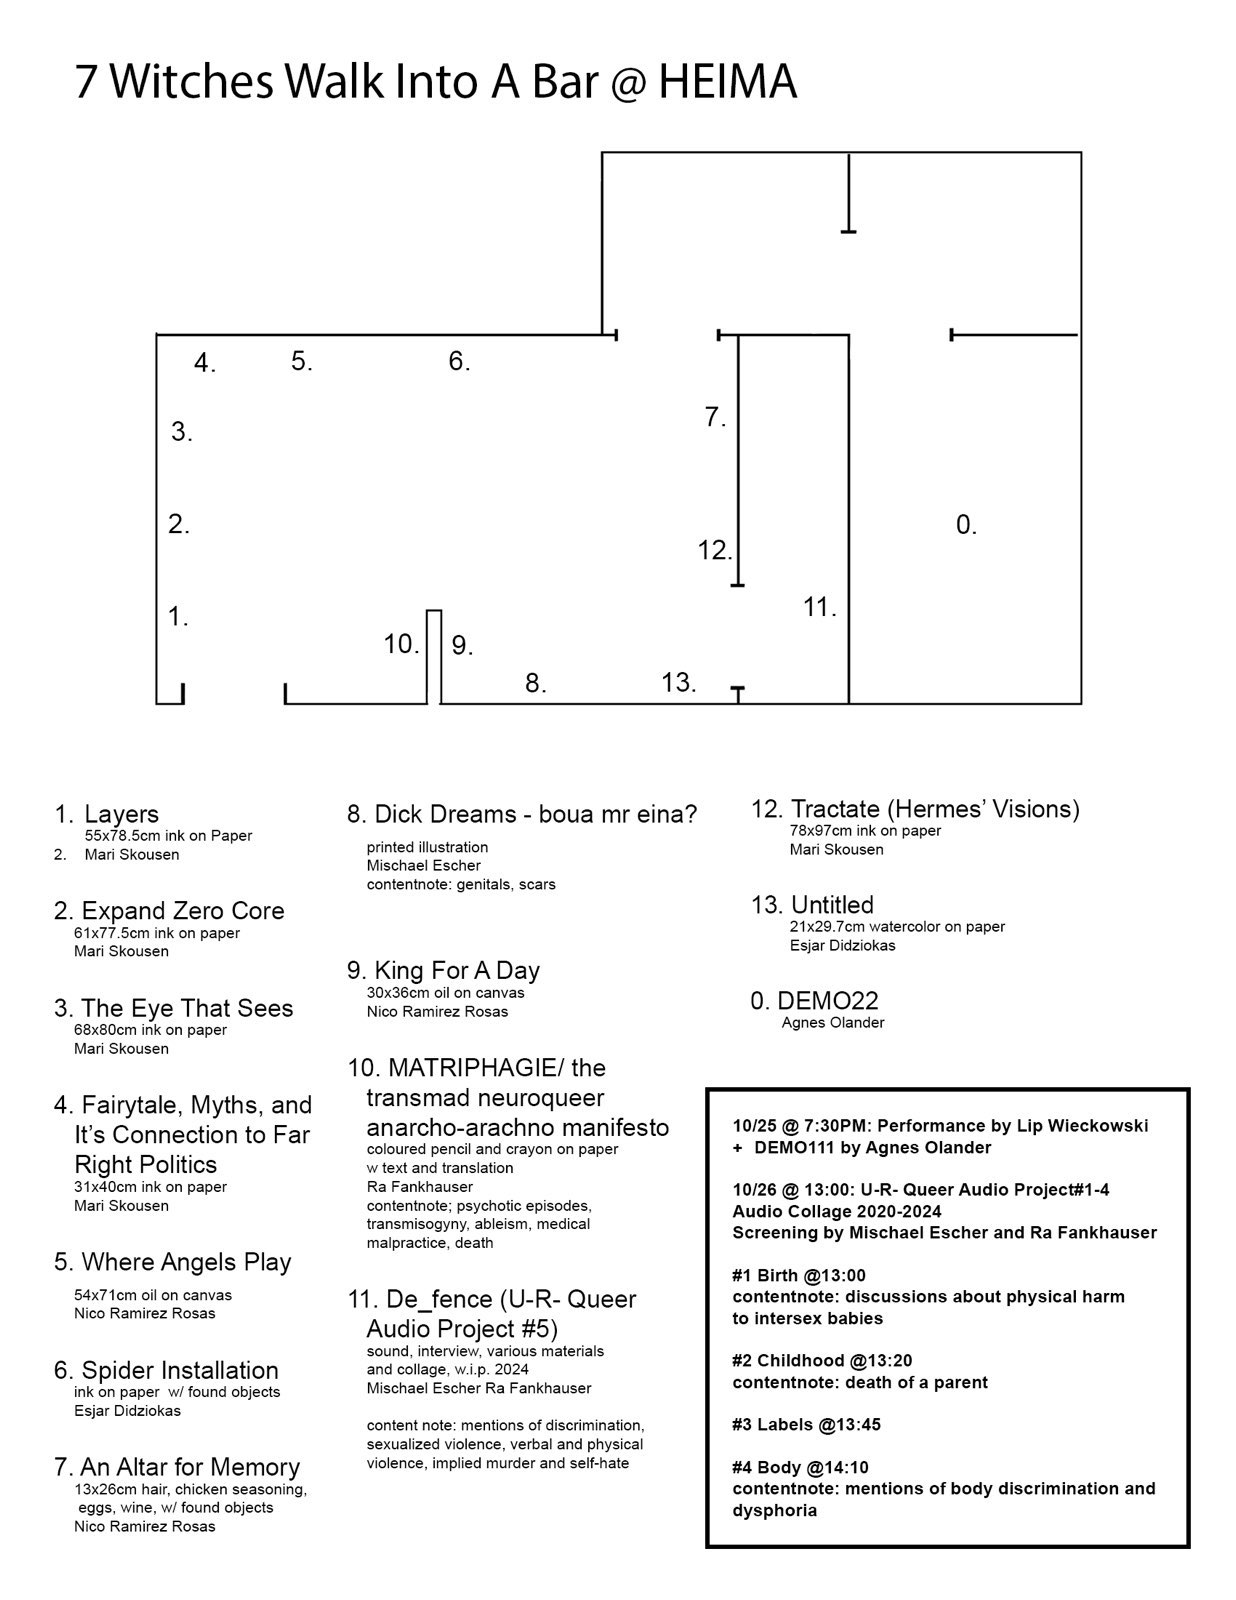 7 Witches Walk Into A Bar @ HEIMA
4.
5.
6.
3.
7.
2.
12.
0.
1.
11.
10.
9.
8.
13.
1. Layers
55x78.5cm ink on Paper
2. Mari Skousen
2. Expand Zero Core
61x77.5cm ink on paper
Mari Skousen
3. The Eye That Sees
68x80cm ink on paper
Mari Skousen
4. Fairytale, Myths, and
It's Connection to Far
Right Politics
31x40cm ink on paper
Mari Skousen
5. Where Angels Play
54x71cm oil on canvas
Nico Ramirez Rosas
6. Spider Installation
ink on paper w/ found objects
Esjar Didziokas
7. An Altar for Memory
13x26cm hair, chicken seasoning,
eggs, wine, w/ found objects
Nico Ramirez Rosas
8. Dick Dreams - boua mr eina?
printed illustration
Mischael Escher
contentnote: genitals, scars
9. King For A Day
30x36cm oil on canvas
Nico Ramirez Rosas
10. MATRIPHAGIE/ the
transmad neuroqueer
anarcho-arachno manifesto
coloured pencil and crayon on paper
w text and translation
Ra Fankhauser
contentnote; psychotic episodes,
transmisogyny, ableism, medical
malpractice, death
11. De_fence (U-R- Queer
Audio Project #5)
sound, interview, various materials
and collage, w.i.p. 2024
Mischael Escher Ra Fankhauser
content note: mentions of discrimination,
sexualized violence, verbal and physical
violence, implied murder and self-hate
12. Tractate (Hermes' Visions)
78x97cm ink on paper
Mari Skousen
13. Untitled
21x29.7cm watercolor on paper
Esjar Didziokas
0. DEMO22
Agnes Olander
10/25 @ 7:30PM: Performance by Lip Wieckowski
+ DEMO111 by Agnes Olander
10/26 @ 13:00: U-R- Queer Audio Project#1-4
Audio Collage 2020-2024
Screening by Mischael Escher and Ra Fankhauser
#1 Birth @13:00
contentnote: discussions about physical harm
to intersex babies
#2 Childhood @13:20
contentnote: death of a parent
#3 Labels @13:45
#4 Body @14:10
contentnote: mentions of body discrimination and
dysphoria